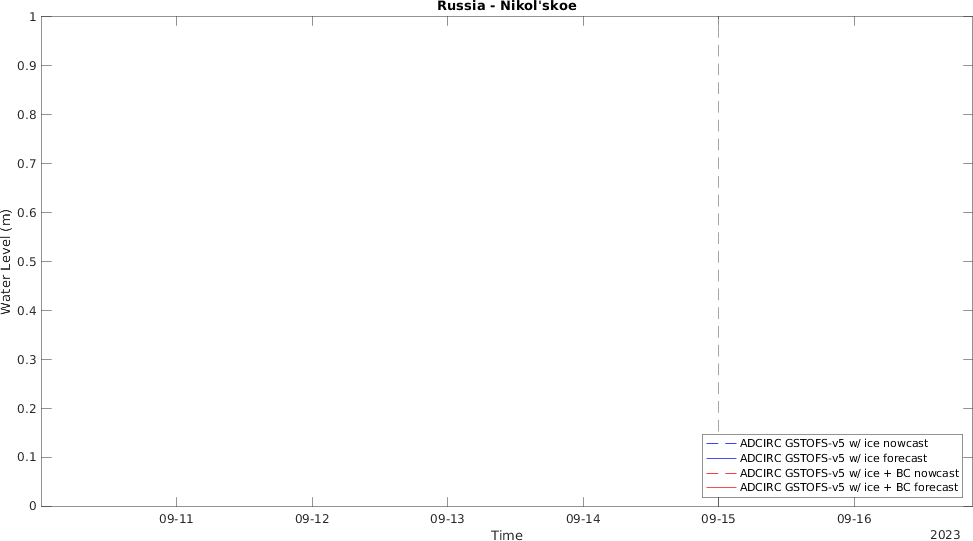 Russia - Nikol'skoe
1
0.9
0.8
0.7
0.6
0.5
0.4
0.3
0.2
0.1
0
Water Level (m)
ADCIRC GSTOFS-v5 w/ ice nowcast
ADCIRC GSTOFS-v5 w/ ice forecast
ADCIRC GSTOFS-v5 w/ ice + BC nowcast
ADCIRC GSTOFS-v5 w/ ice + BC forecast
09-11 09-12 09-13 09-14 09-15 09-16
Time
2023